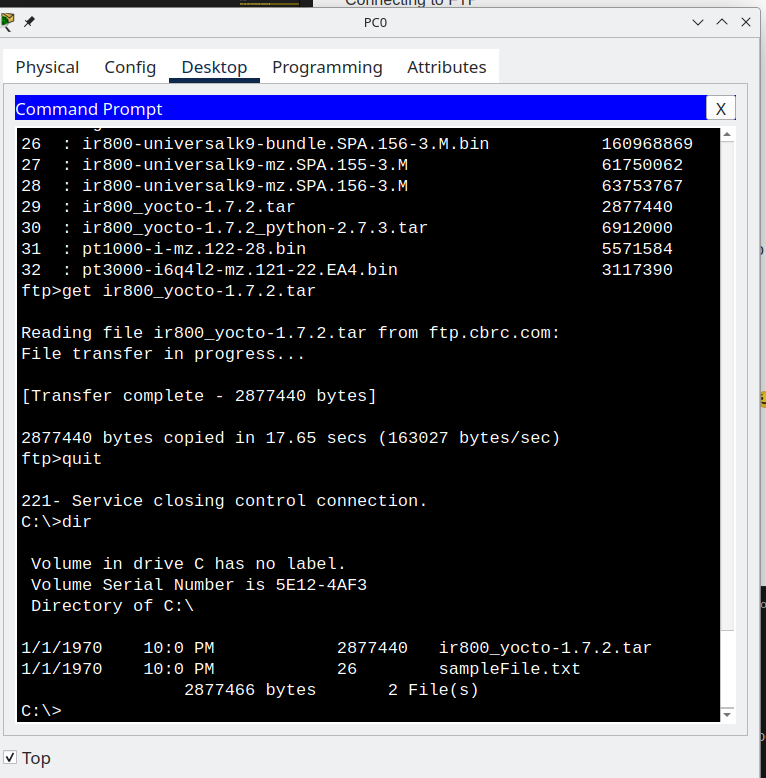 Connecting to FTP
PC0
Physical Config Desktop Programming Attributes
Command Prompt X
26 : ir800-universalk9-bundle.SPA.156-3.M.bin 160968869
27 : ir800-universalk9-mz.SPA.155-3.M 61750062
28 : ir800-universalk9-mz.SPA.156-3.M 63753767
29 : ir800_yocto-1.7.2.tar 2877440
30 : ir800_yocto-1.7.2_python-2.7.3.tar 6912000
31 : pt1000-i-mz.122-28.bin 5571584
32 : pt3000-i6q4l2-mz.121-22.EA4.bin 3117390
ftp>get ir800_yocto-1.7.2.tar
Reading file ir800_yocto-1.7.2.tar from ftp.cbrc.com:
File transfer in progress...
[Transfer complete - 2877440 bytes]
2877440 bytes copied in 17.65 secs (163027 bytes/sec)
ftp>quit
221- Service closing control connection.
C:\>dir
Volume in drive C has no label.
Volume Serial Number is 5E12-4AF3
Directory of C:\
1/1/1970 10:0 PM 2877440 ir800_yocto-1.7.2.tar
1/1/1970 10:0 PM 26 sampleFile.txt
2877466 bytes 2 File(s)
C:\>
Top